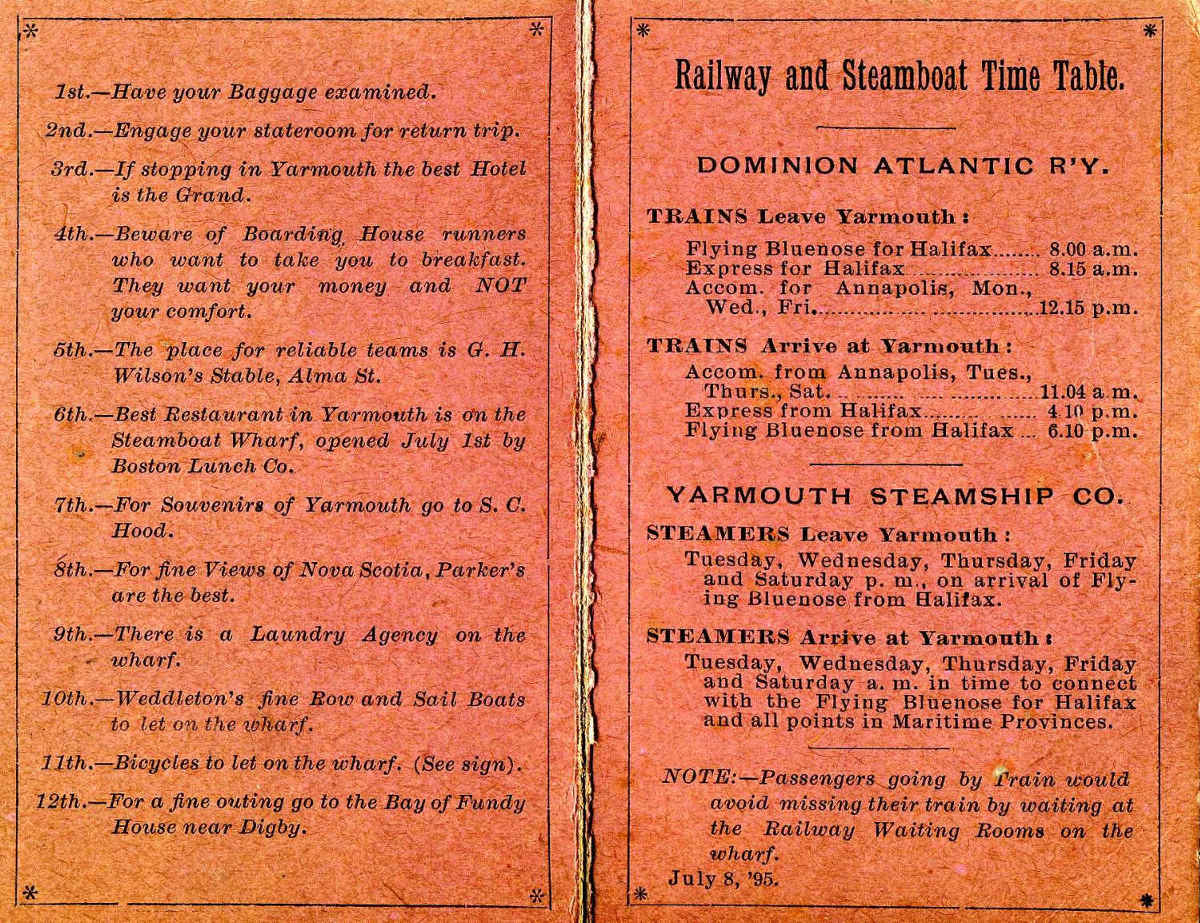 1st.—Have your Baggage examined.
2nd.—Engage your stateroom for return trip.
3rd.—If stopping in Yarmouth the best Hotel
is the Grand.
4th.—Beware of Boarding House runners
who want to take you to breakfast.
They want your money and NOT
your comfort.
5th.—The place for reliable teams is G. H.
Wilson's Stable, Alma St.
6th.—Best Restaurant in Yarmouth is on the
Steamboat Wharf, opened July 1st by
Boston Lunch Co.
7th.—For Souvenirs of Yarmouth go to S. C.
Hood.
8th.—For fine Views of Nova Scotia, Parker's
are the best.
9th.—There is a Laundry Agency on the
wharf.
10th.—Weddleton's fine Row and Sail Boats
to let on the wharf.
11th.—Bicycles to let on the wharf. (See sign).
12th.—For a fine outing go to the Bay of Fundy
House near Digby.
Railway and Steamboat Time Table.
DOMINION ATLANTIC R'Y.
TRAINS Leave Yarmouth:
Flying Bluenose for Halifax........ 8.00 a.m.
Express for Halifax ................... 8.15 a.m.
Accom. for Annapolis, Mon.,
Wed., Fri.................................12.15 p.m.
TRAINS Arrive at Yarmouth:
Accom. from Annapolis, Tues.,
Thurs., Sat. .............................11.04 a.m.
Express from Halifax................ 4.10 p.m.
Flying Bluenose from Halifax ... 6.10 p.m.
YARMOUTH STEAMSHIP CO.
STEAMERS Leave Yarmouth:
Tuesday, Wednesday, Thursday, Friday
and Saturday p. m., on arrival of Fly-
ing Bluenose from Halifax.
STEAMERS Arrive at Yarmouth:
Tuesday, Wednesday, Thursday, Friday
and Saturday a. m. in time to connect
with the Flying Bluenose for Halifax
and all points in Maritime Provinces.
NOTE:—Passengers going by Train would
avoid missing their train by waiting at
the Railway Waiting Rooms on the
wharf.
July 8, '95.